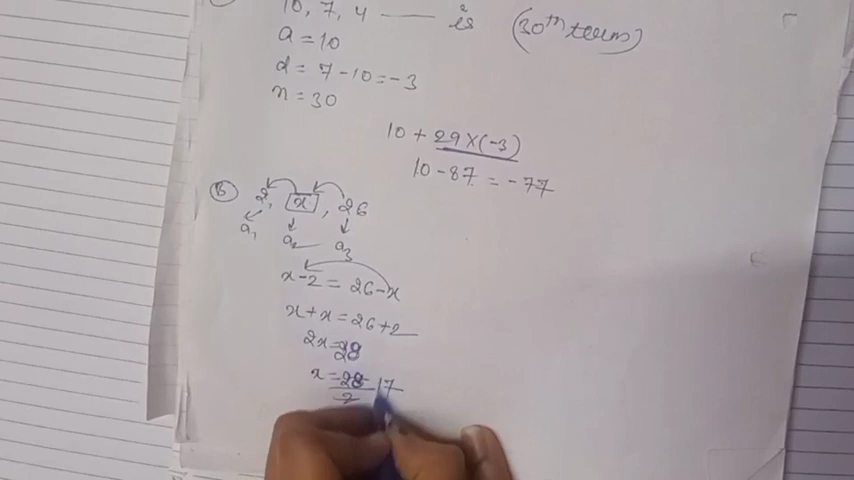 10, 7, 4 —— is (30th term)
a = 10
d = 7 - 10 = -3
n = 30
10 + 29 x (-3)
10 - 87 = -77
B 2, x, 26
a1 a2 a3
x - 2 = 26 - x
x + x = 26 + 2
2x = 28
x = 28/2